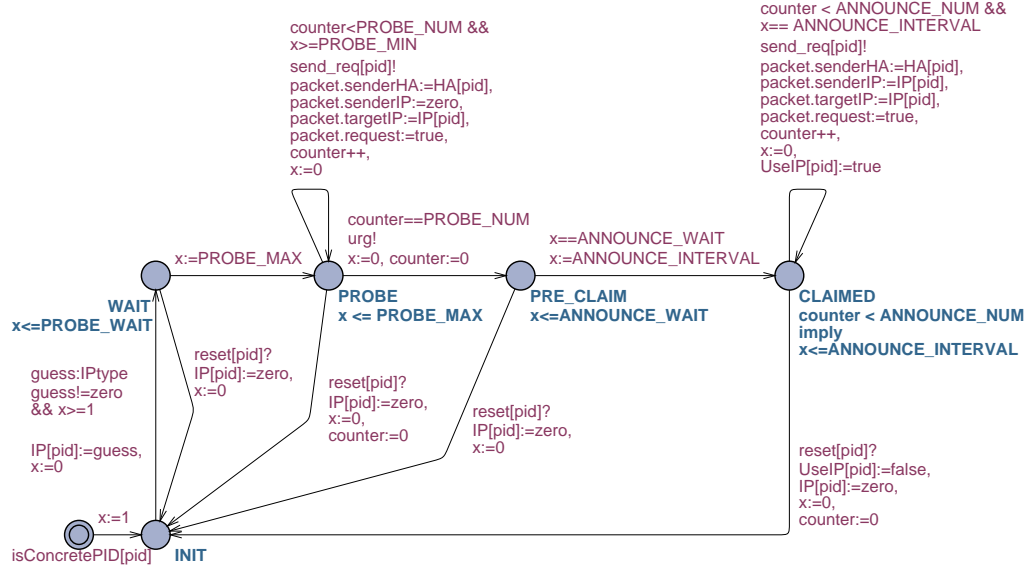 counter<PROBE_NUM &&
x>=PROBE_MIN
send_req[pid]!
packet.senderHA:=HA[pid],
packet.senderIP:=zero,
packet.targetIP:=IP[pid],
packet.request:=true,
counter++,
x:=0
counter < ANNOUNCE_NUM &&
x== ANNOUNCE_INTERVAL
send_req[pid]!
packet.senderHA:=HA[pid],
packet.senderIP:=IP[pid],
packet.targetIP:=IP[pid],
packet.request:=true,
counter++,
x:=0,
UseIP[pid]:=true
x:=PROBE_MAX
counter==PROBE_NUM
urg!
x:=0, counter:=0
x==ANNOUNCE_WAIT
x:=ANNOUNCE_INTERVAL
WAIT
x<=PROBE_WAIT
PROBE
x <= PROBE_MAX
PRE_CLAIM
x<=ANNOUNCE_WAIT
CLAIMED
counter < ANNOUNCE_NUM
imply
x<=ANNOUNCE_INTERVAL
guess:IPtype
guess!=zero
&& x>=1
IP[pid]:=guess,
x:=0
reset[pid]?
IP[pid]:=zero,
x:=0
reset[pid]?
IP[pid]:=zero,
x:=0,
counter:=0
reset[pid]?
IP[pid]:=zero,
x:=0
reset[pid]?
UseIP[pid]:=false,
IP[pid]:=zero,
x:=0,
counter:=0
x:=1
isConcretePID[pid]
INIT